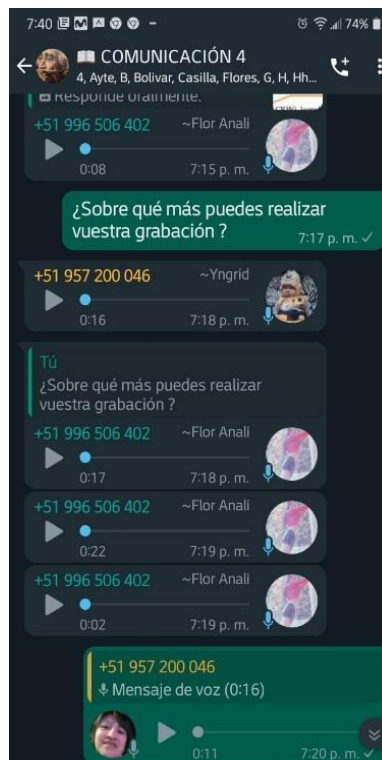 7:40
74%
COMUNICACIÓN 4
4, Ayte, B, Bolivar, Casilla, Flores, G, H, Hh...
Responde oralmente.
+51 996 506 402 ~Flor Anali
0:08 7:15 p. m.
¿Sobre qué más puedes realizar
vuestra grabación ?
7:17 p. m.
+51 957 200 046 ~Yngrid
0:16 7:18 p. m.
Tú
¿Sobre qué más puedes realizar
vuestra grabación ?
+51 996 506 402 ~Flor Anali
0:17 7:18 p. m.
+51 996 506 402 ~Flor Anali
0:22 7:19 p. m.
+51 996 506 402 ~Flor Anali
0:02 7:19 p. m.
+51 957 200 046
Mensaje de voz (0:16)
0:11 7:20 p. m.